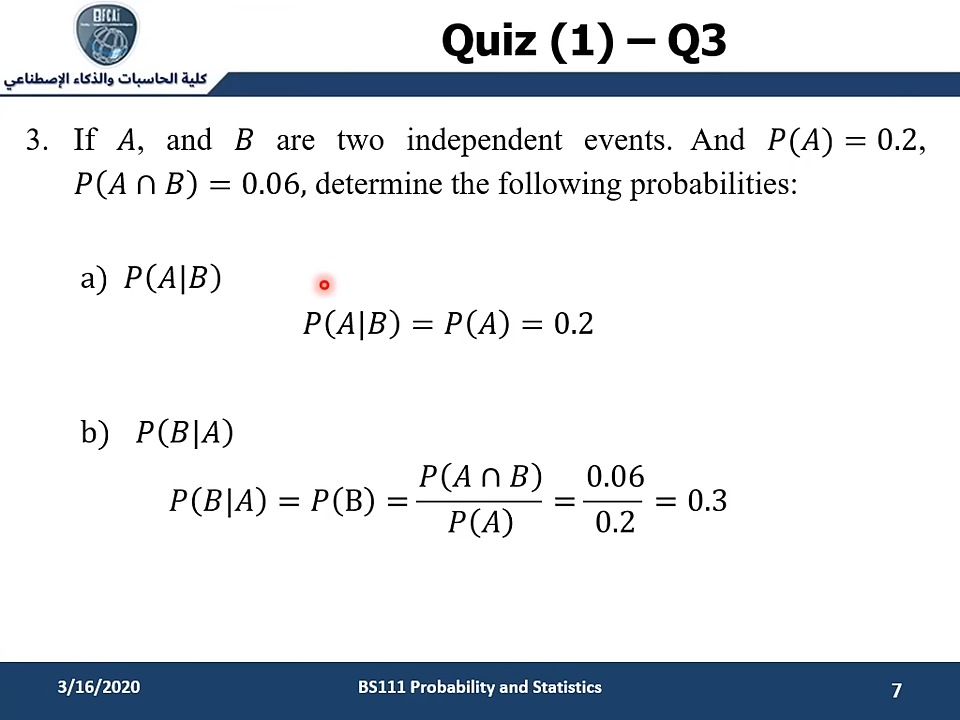 BFCAI
Quiz (1) – Q3
كلية الحاسبات والذكاء الإصطناعي
3. If A, and B are two independent events. And P(A) = 0.2,
P(A ∩ B) = 0.06, determine the following probabilities:
a) P(A|B)
P(A|B) = P(A) = 0.2
b) P(B|A)
P(B|A) = P(B) = P(A ∩ B)/P(A) = 0.06/0.2 = 0.3
3/16/2020 BS111 Probability and Statistics 7